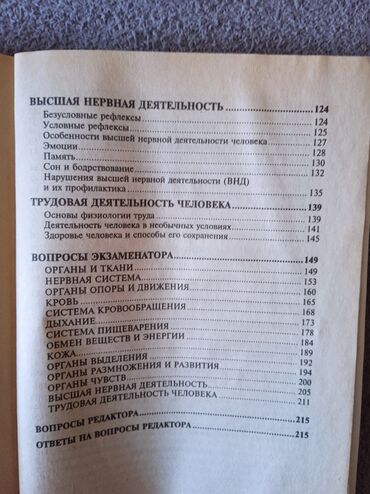 ВЫСШАЯ НЕРВНАЯ ДЕЯТЕЛЬНОСТЬ 124
Безусловные рефлексы 124
Условные рефлексы 125
Особенности высшей нервной деятельности человека 127
Эмоции 128
Память 130
Сон и бодрствование 132
Нарушения высшей нервной деятельности (ВНД)
и их профилактика 135
ТРУДОВАЯ ДЕЯТЕЛЬНОСТЬ ЧЕЛОВЕКА 139
Основы физиологии труда 139
Деятельность человека в необычных условиях 141
Здоровье человека и способы его сохранения 145
ВОПРОСЫ ЭКЗАМЕНАТОРА 149
ОРГАНЫ И ТКАНИ 149
НЕРВНАЯ СИСТЕМА 153
ОРГАНЫ ОПОРЫ И ДВИЖЕНИЯ 160
КРОВЬ 165
СИСТЕМА КРОВООБРАЩЕНИЯ 168
ДЫХАНИЕ 173
СИСТЕМА ПИЩЕВАРЕНИЯ 178
ОБМЕН ВЕЩЕСТВ И ЭНЕРГИИ 184
КОЖА 189
ОРГАНЫ ВЫДЕЛЕНИЯ 192
ОРГАНЫ РАЗМНОЖЕНИЯ И РАЗВИТИЯ 194
ОРГАНЫ ЧУВСТВ 200
ВЫСШАЯ НЕРВНАЯ ДЕЯТЕЛЬНОСТЬ 205
ТРУДОВАЯ ДЕЯТЕЛЬНОСТЬ ЧЕЛОВЕКА 211
ВОПРОСЫ РЕДАКТОРА 215
ОТВЕТЫ НА ВОПРОСЫ РЕДАКТОРА 215